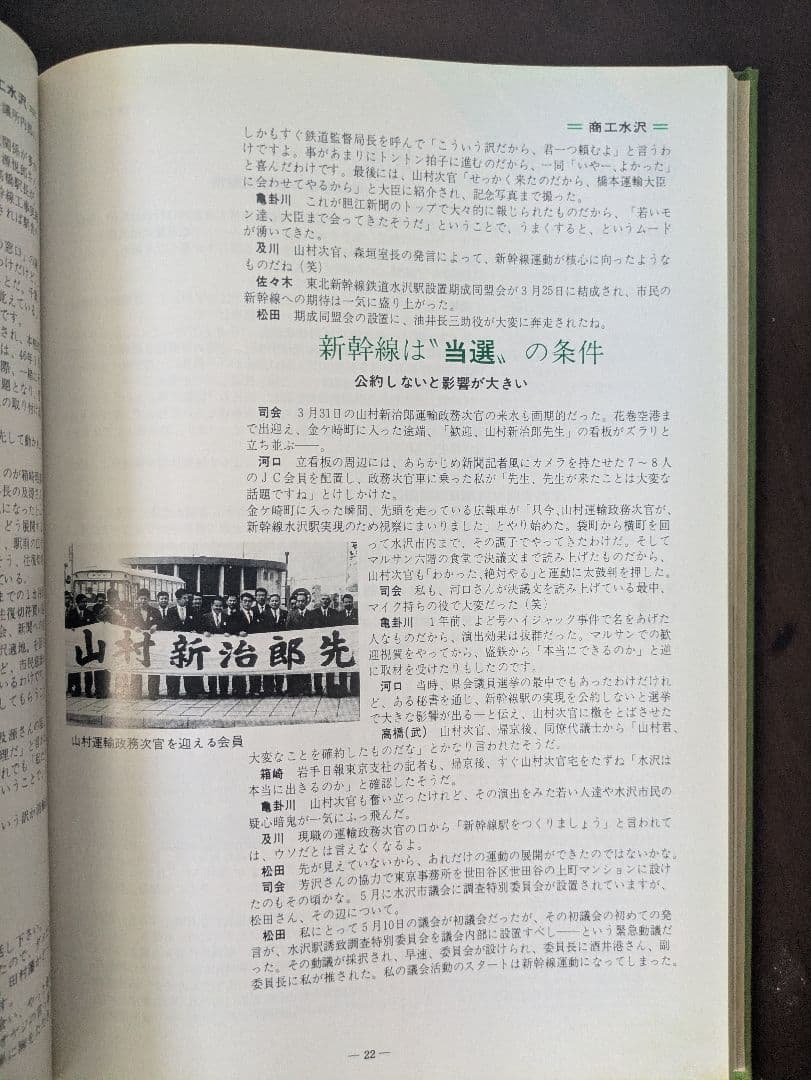 ＝ 商工水沢 ＝
しかもすぐ鉄道監督局長を呼んで「こういう訳だから、君一つ頼むよ」と言うわ
けですよ。事があまりにトントン拍子に進むのだから、一同「いやー、よかった」
と喜んだわけです。最後には、山村次官「せっかく来たのだから、橋本運輸大臣
に会わせてやるから」と大臣に紹介され、記念写真まで撮った。
亀卦川　これが胆江新聞のトップで大々的に報じられたものだから、「若いモ
ン達、大臣まで会ってきたそうだ」ということで、うまくすると、というムード
が湧いてきた。
及川　山村次官、森垣室長の発言によって、新幹線運動が核心に向ったような
ものだね（笑）
佐々木　東北新幹線鉄道水沢駅設置期成同盟会が３月25日に結成され、市民の
新幹線への期待は一気に盛り上がった。
松田　期成同盟会の設置に、油井長三助役が大変に奔走されたね。
新幹線は〝当選〟の条件
公約しないと影響が大きい
司会　３月31日の山村新治郎運輸政務次官の来水も画期的だった。花巻空港ま
で出迎え、金ケ崎町に入った途端、「歓迎、山村新治郎先生」の看板がズラリと
立ち並ぶ――。
河口　立看板の周辺には、あらかじめ新聞記者風にカメラを持たせた７～８人
のＪＣ会員を配置し、政務次官車に乗った私が「先生、先生が来たことは大変な
話題ですね」とけしかけた。
金ケ崎町に入った瞬間、先頭を走っている広報車が「只今、山村運輸政務次官が、
新幹線水沢駅実現のため視察にまいりました」とやり始めた。袋町から横町を回
って水沢市内まで、その調子でやってきたわけだ。そして
マルサン六階の食堂で決議文まで読み上げたものだから、
山村次官も「わかった、絶対やる」と運動に太鼓判を押した。
司会　私も、河口さんが決議文を読み上げている最中、
マイク持ちの役で大変だった（笑）
亀卦川　１年前、よど号ハイジャック事件で名をあげた
人なものだから、演出効果は抜群だった。マルサンでの歓
迎祝賀をやってから、盛鉄から「本当にできるのか」と逆
に取材を受けたりもしたのです。
河口　当時、県会議員選挙の最中でもあったわけだけれ
ど、ある秘書を通じ、新幹線駅の実現を公約しないと選挙
で大きな影響が出る―と伝え、山村次官に檄をとばさせた
高橋（武）　山村次官、帰京後、同僚代議士から「山村君、
大変なことを確約したものだな」とかなり言われたそうだ。
箱崎　岩手日報東京支社の記者も、帰京後、すぐ山村次官宅をたずね「水沢は
本当に出きるのか」と確認したそうだ。
亀卦川　山村次官も奮い立ったけれど、その演出をみた若い人達や水沢市民の
疑心暗鬼が一気にふっ飛んだ。
及川　現職の運輸政務次官の口から「新幹線駅をつくりましょう」と言われて
は、ウソだとは言えなくなるよ。
松田　先が見えていないから、あれだけの運動の展開ができたのではないかな。
司会　芳沢さんの協力で東京事務所を世田谷区世田谷の上町マンションに設け
たのもその頃かな。５月に水沢市議会に調査特別委員会が設置されていますが、
松田さん、その辺について。
松田　私にとって５月10日の議会が初議会だったが、その初議会の初めての発
言が、水沢駅誘致調査特別委員会を議会内部に設置すべし――という緊急動議だ
った。その動議が採択され、早速、委員会が設けられ、委員長に酒井港さん、副
委員長に私が推された。私の議会活動のスタートは新幹線運動になってしまった。
山村新治郎先
山村運輸政務次官を迎える会員
― 22 ―